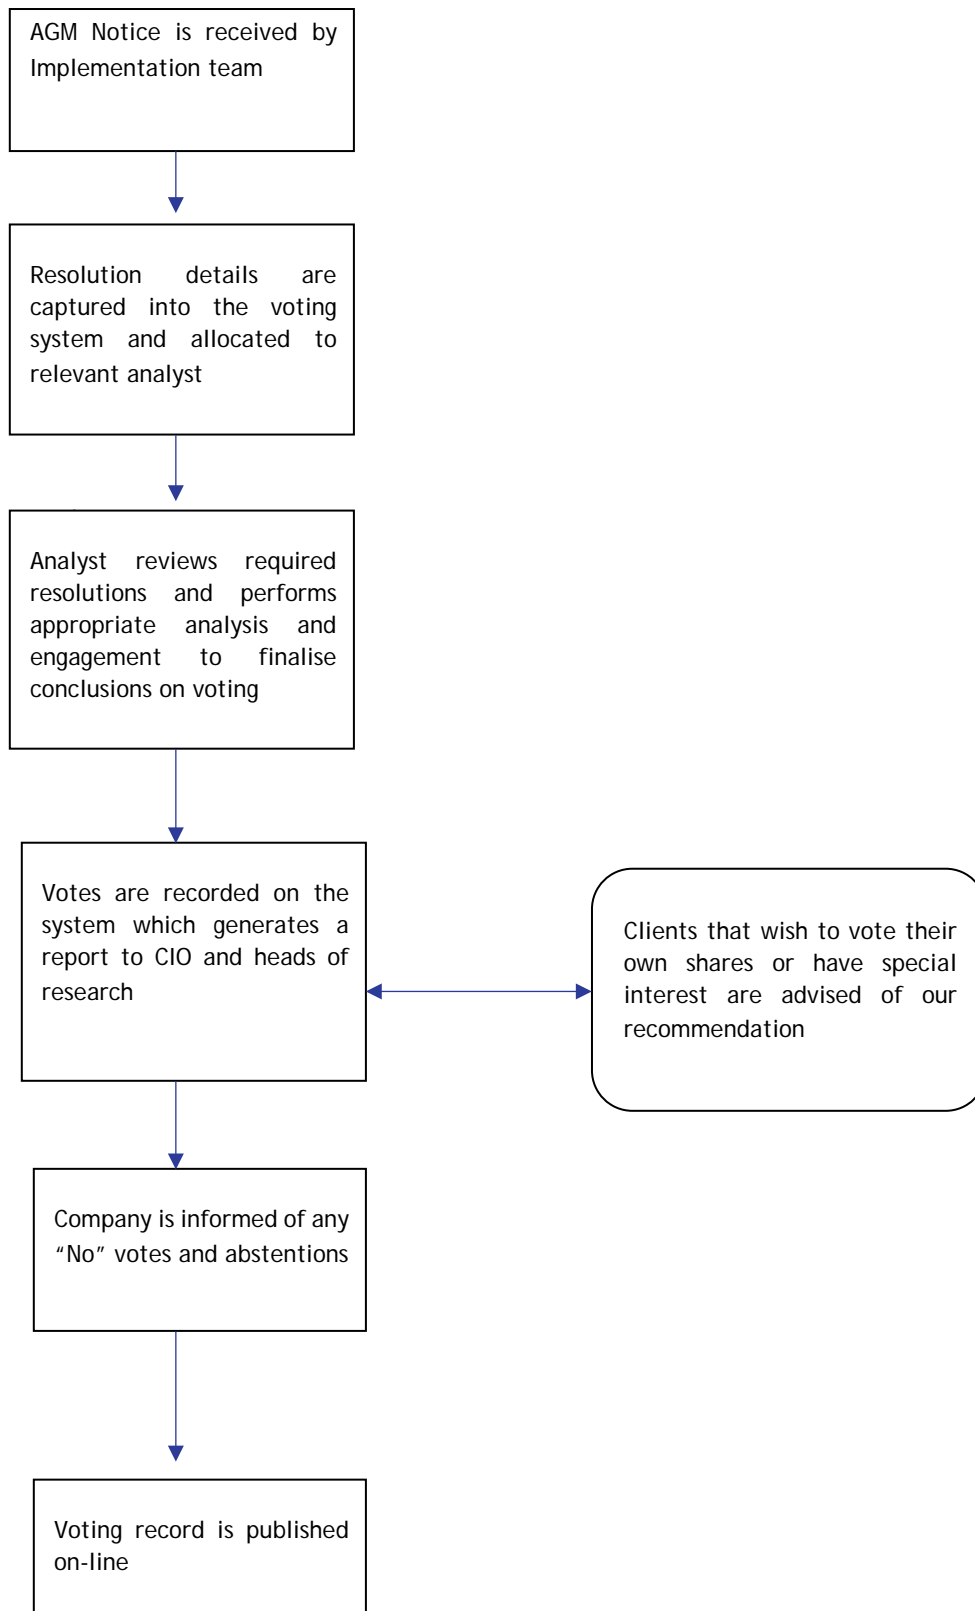 AGM Notice is received by
Implementation team
Resolution details are
captured into the voting
system and allocated to
relevant analyst
Analyst reviews required
resolutions and performs
appropriate analysis and
engagement to finalise
conclusions on voting
Votes are recorded on the
system which generates a
report to CIO and heads of
research
Clients that wish to vote their
own shares or have special
interest are advised of our
recommendation
Company is informed of any
“No” votes and abstentions
Voting record is published
on-line